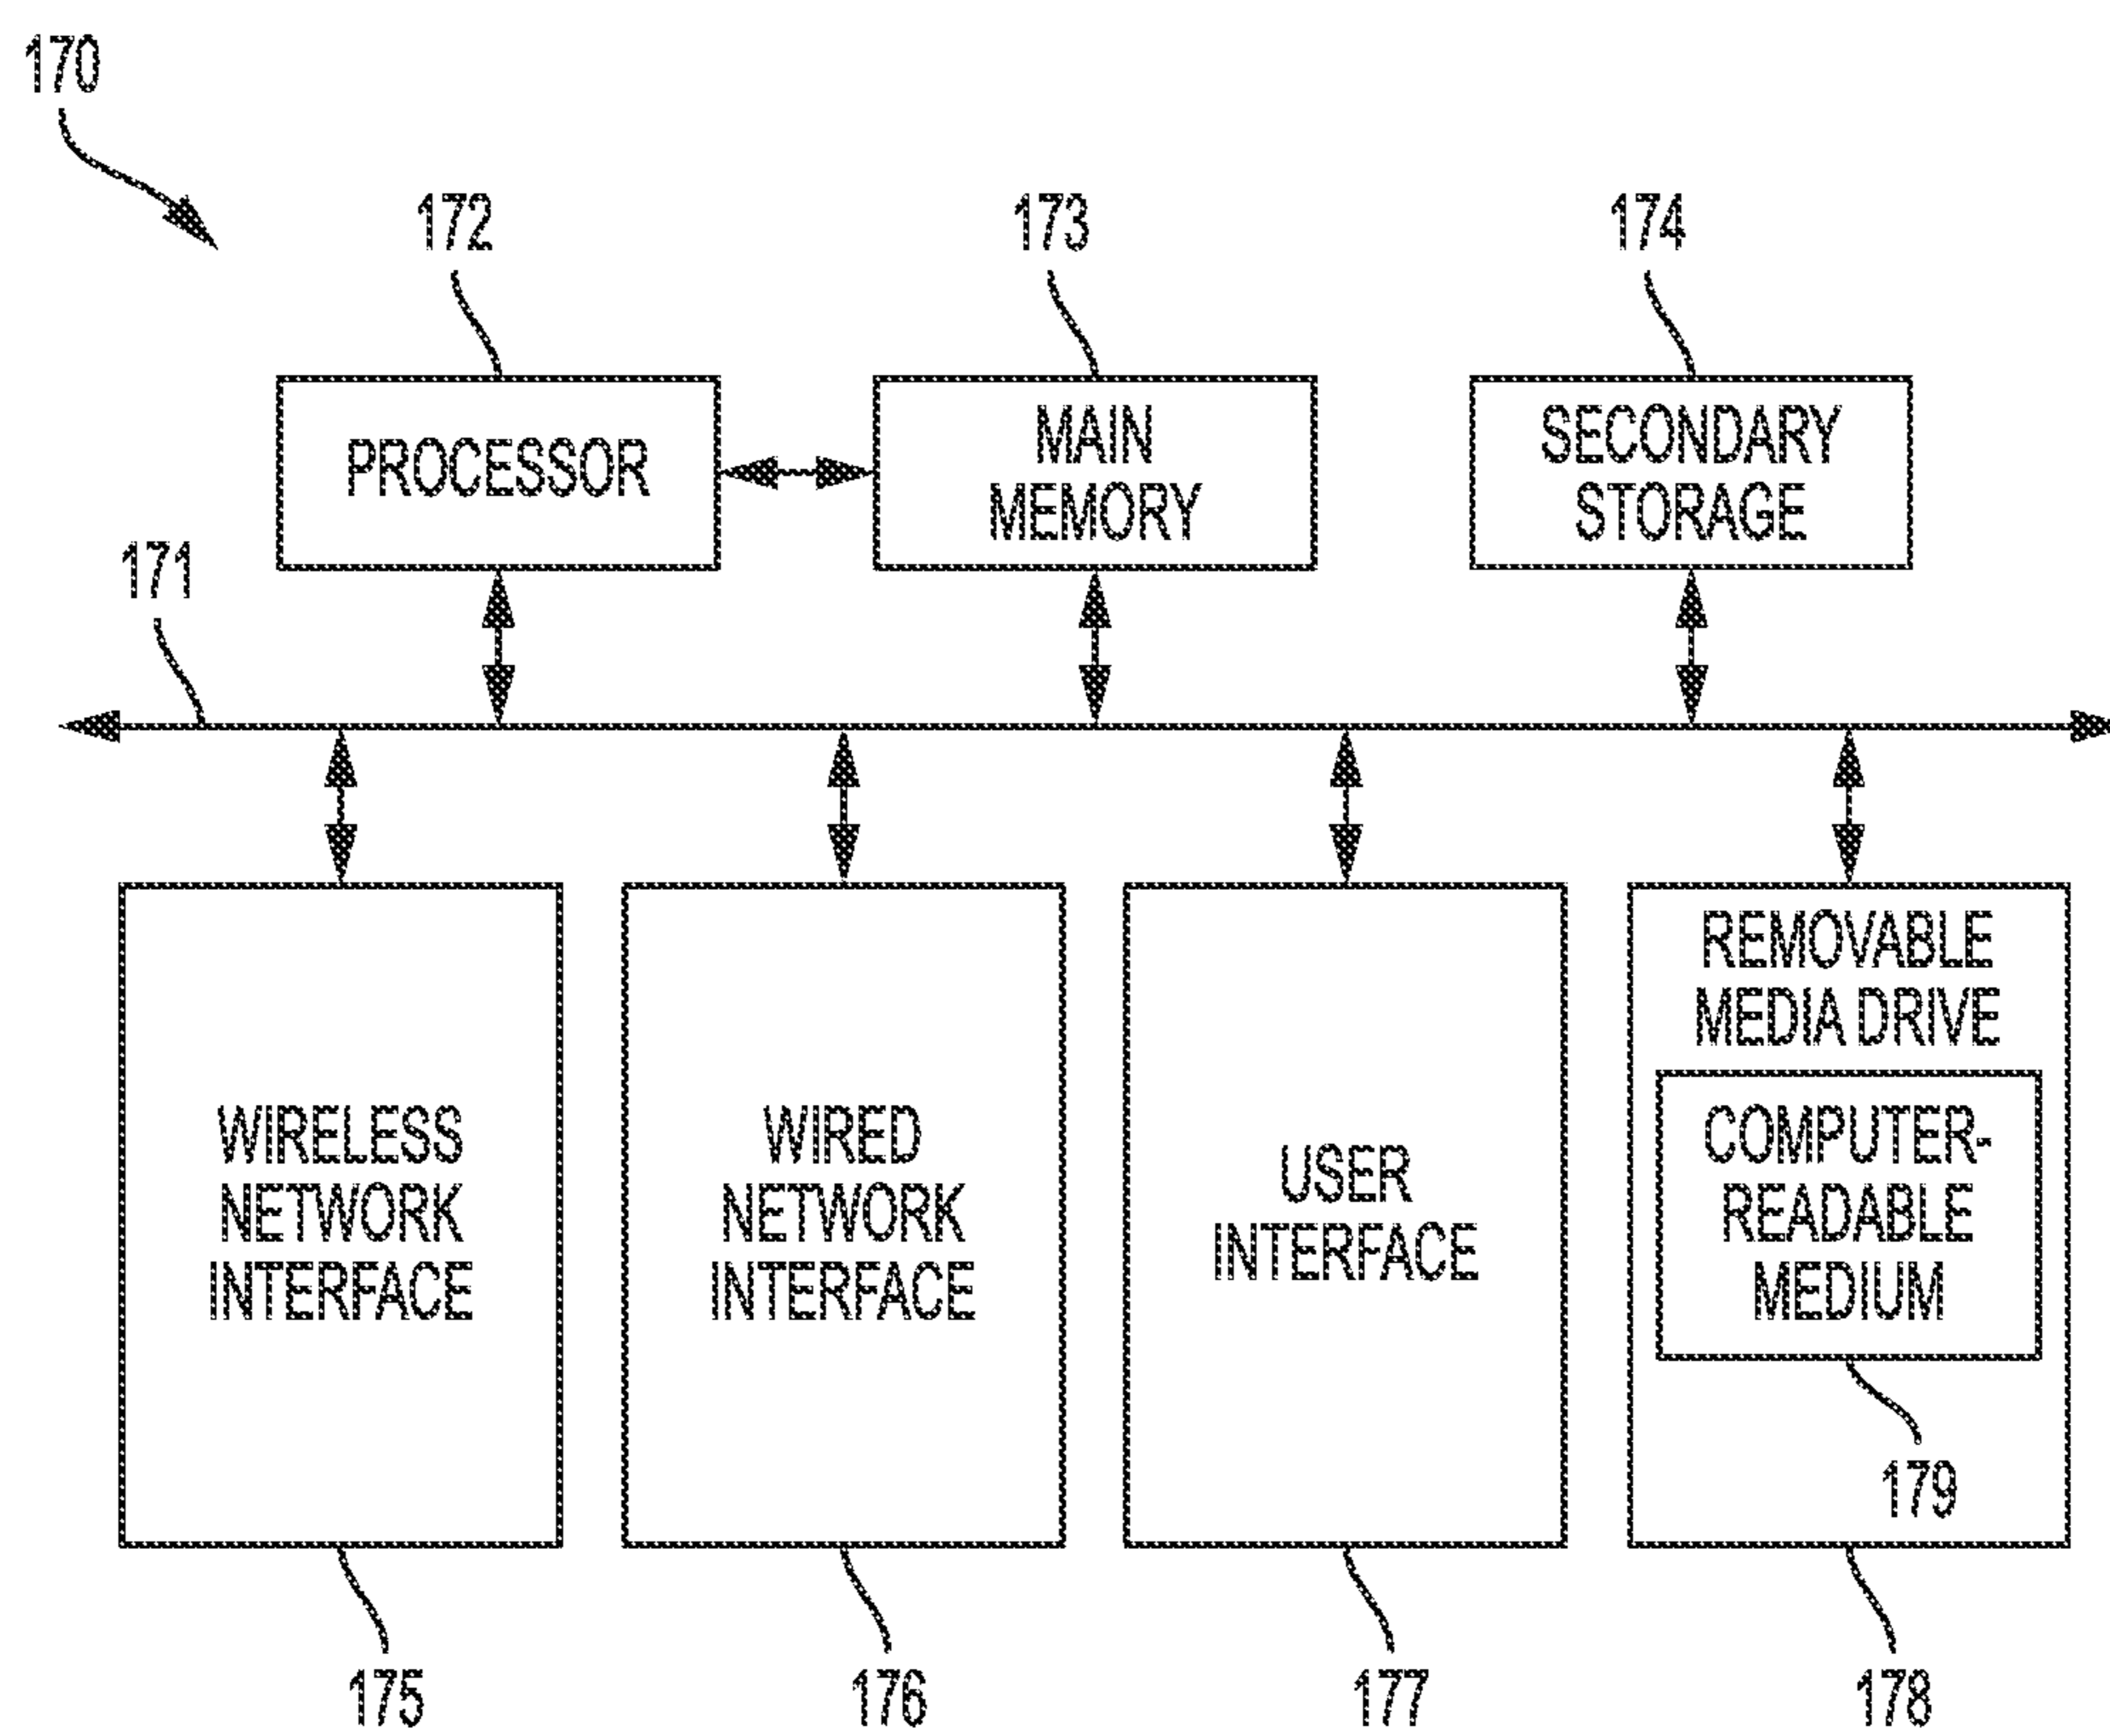 170
172
173
174
PROCESSOR
MAIN
MEMORY
SECONDARY
STORAGE
171
WIRELESS
NETWORK
INTERFACE
WIRED
NETWORK
INTERFACE
USER
INTERFACE
REMOVABLE
MEDIA DRIVE
COMPUTER-
READABLE
MEDIUM
179
175
176
177
178